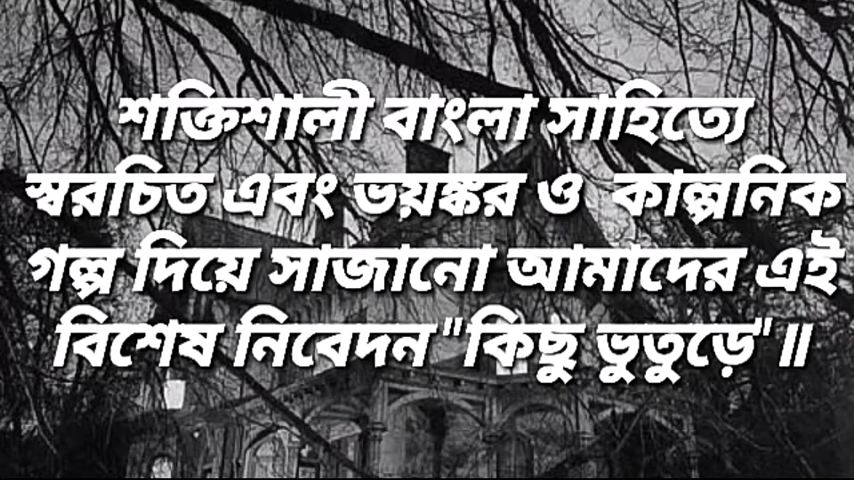 শক্তিশালী বাংলা সাহিত্যে
স্বরচিত এবং ভয়ঙ্কর ও কাল্পনিক
গল্প দিয়ে সাজানো আমাদের এই
বিশেষ নিবেদন "কিছু ভুতুড়ে"॥